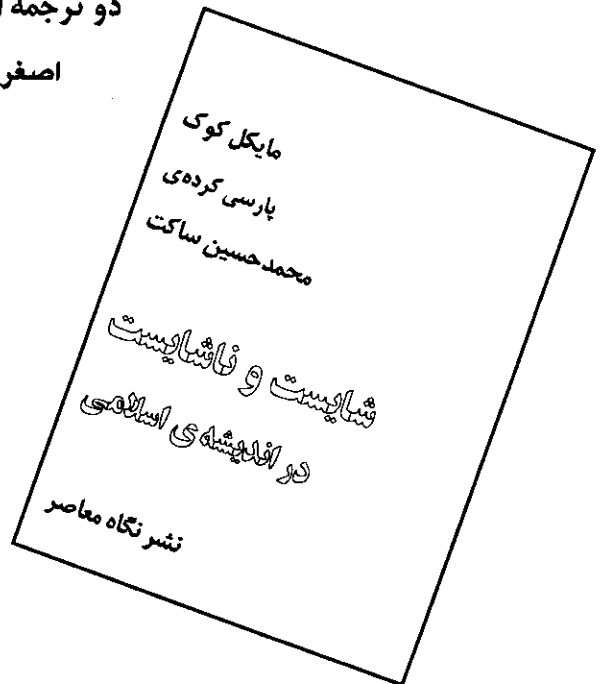 دو ترجمه
اصغر
مایکل کوک
پارسی کرده‌ی
محمدحسین ساکت
شایست و ناشایست
در اندیشه‌ی اسلامی
نشر نگاه معاصر